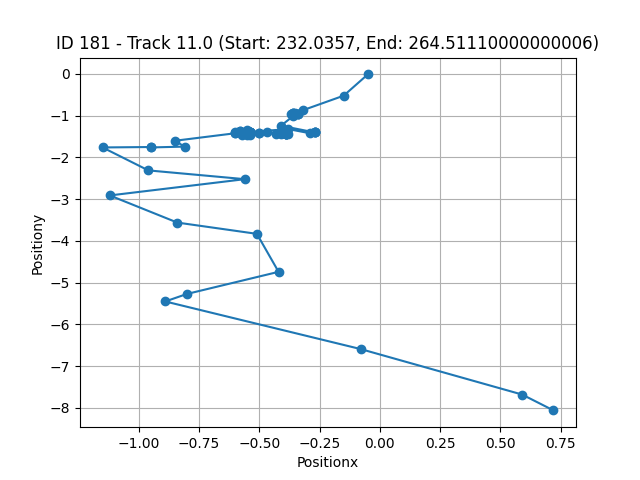 ID 181 - Track 11.0 (Start: 232.0357, End: 264.51110000000006)
0
−1
−2
−3
−4
−5
−6
−7
−8
Positiony
−1.00 −0.75 −0.50 −0.25 0.00 0.25 0.50 0.75
Positionx